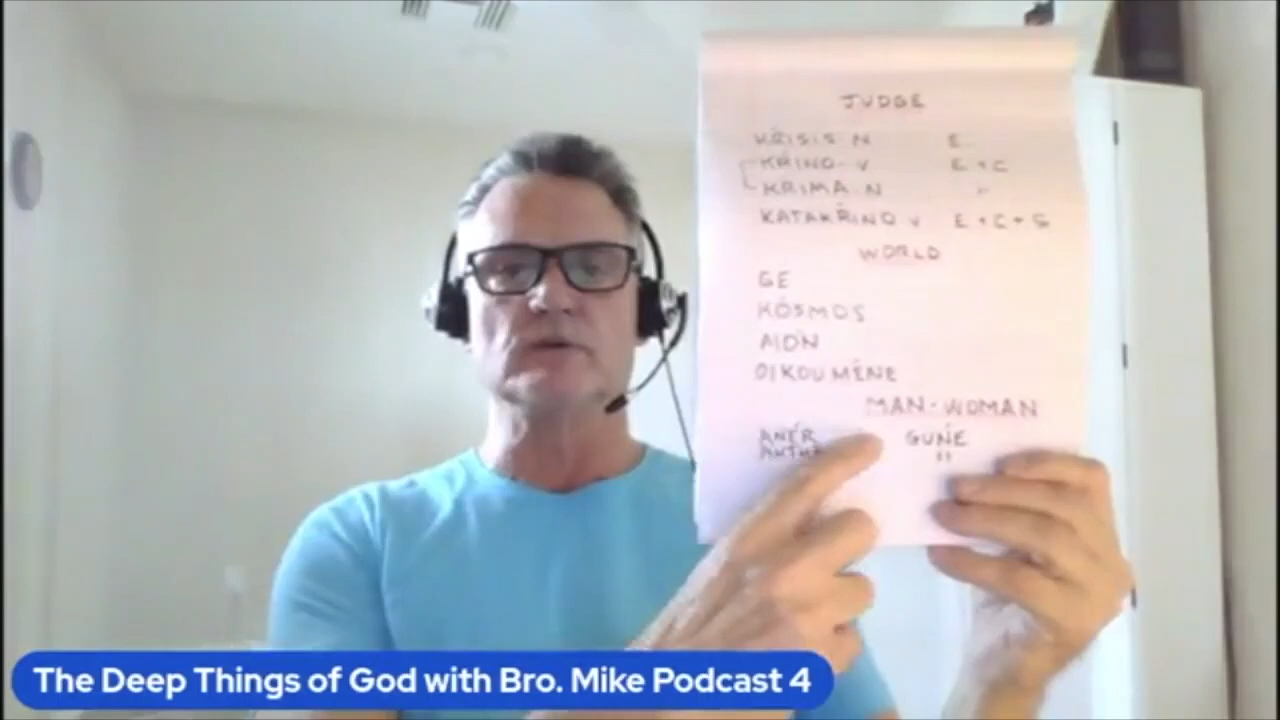 JUDGE
KRISIS-N E
KRINO-V E+C
KRIMA-N "
KATAKRINO V E+C+S
WORLD
GE
KÓSMOS
AIÓN
OIKOUMÉNE
MAN-WOMAN
ANÉR GUNÉ
"
The Deep Things of God with Bro. Mike Podcast 4